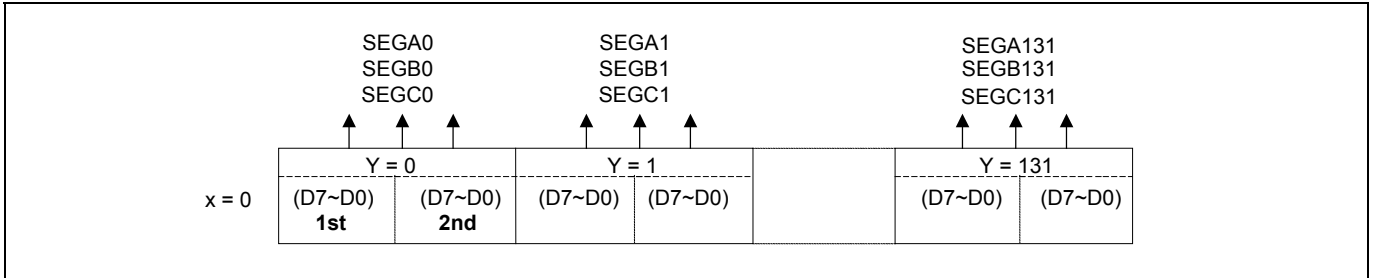 SEGA0 SEGA1 SEGA131
SEGB0 SEGB1 SEGB131
SEGC0 SEGC1 SEGC131
Y = 0 Y = 1 Y = 131
x = 0 (D7~D0) (D7~D0) (D7~D0) (D7~D0) (D7~D0) (D7~D0)
1st 2nd